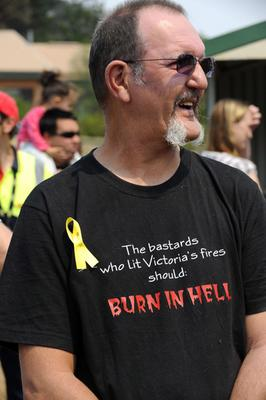 The bastards
who lit Victoria's fires
should:
BURN IN HELL